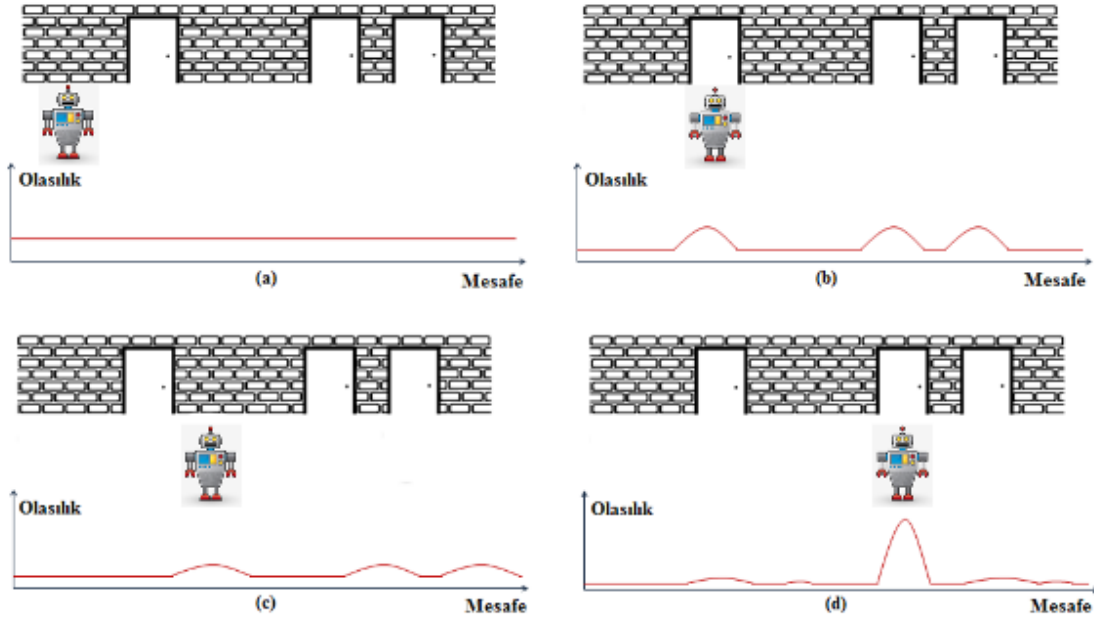 Olasılık
(a)
Mesafe
Olasılık
(b)
Mesafe
Olasılık
(c)
Mesafe
Olasılık
(d)
Mesafe